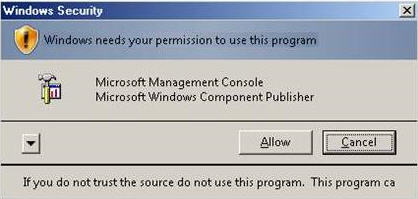 Windows Security
Windows needs your permission to use this program
Microsoft Management Console
Microsoft Windows Component Publisher
Allow
Cancel
If you do not trust the source do not use this program. This program ca